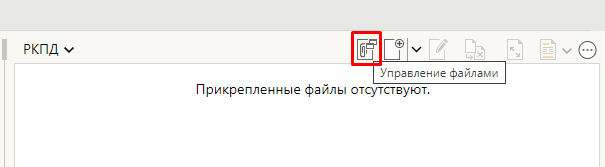 РКПД
Управление файлами
Прикрепленные файлы отсутствуют.